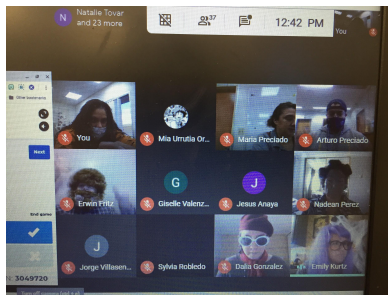 N
Natalie Tovar
and 23 more
37
12:42 PM
You
Other bookmarks
Next
End game
3049720
You
Mia Urrutia Or...
Maria Preciado
Arturo Preciado
Erwin Fritz
G
Giselle Valenz...
J
Jesus Anaya
Nadean Perez
J
Jorge Villasen...
Sylvia Robledo
Dalia Gonzalez
Emily Kurtz